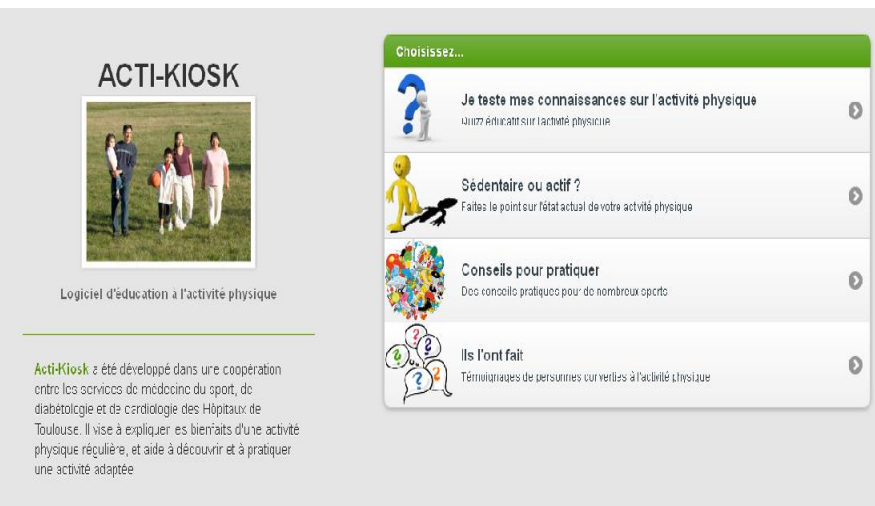 ACTI-KIOSK
Logiciel d'éducation à l'activité physique
Acti-Kiosk a été développé dans une coopération
entre les services de médecine du sport, de
diabétologie et de cardiologie des Hôpitaux de
Toulouse. Il vise à expliquer les bienfaits d'une activité
physique régulière, et aide à découvrir et à pratiquer
une activité adaptée
Choisissez...
Je teste mes connaissances sur l'activité physique
Quizz éducatif sur l'activité physique
Sédentaire ou actif ?
Faites le point sur l'état actual de votre activité physique
Conseils pour pratiquer
Des conseils pratiques pour de nombreux sports
Ils l'ont fait
Témoignages de personnes converties à l'activité physique